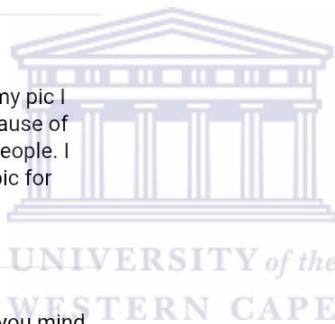 my pic I
ause of
eople. I
pic for
UNIVERSITY of the
WESTERN CAPE
you mind